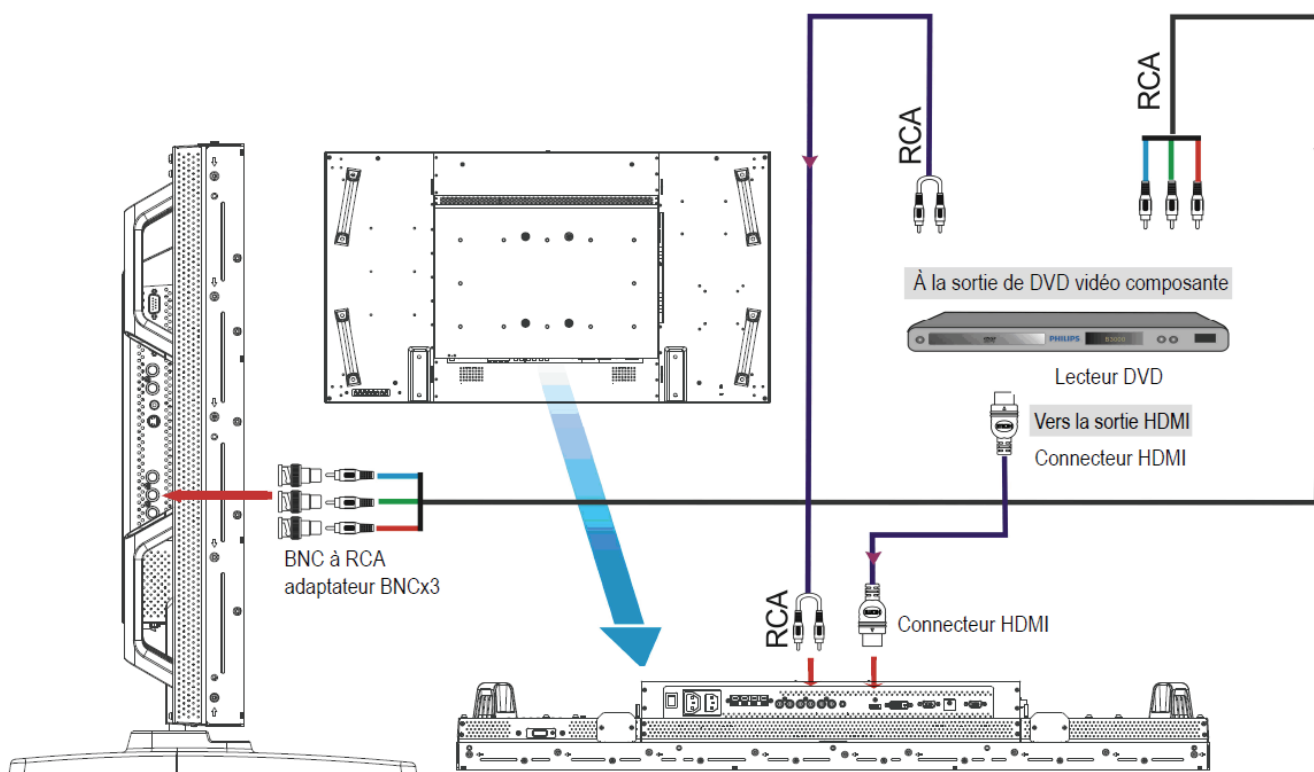 RCA
RCA
À la sortie de DVD vidéo composante
PHILIPS
Lecteur DVD
Vers la sortie HDMI
Connecteur HDMI
BNC à RCA
adaptateur BNCx3
RCA
Connecteur HDMI